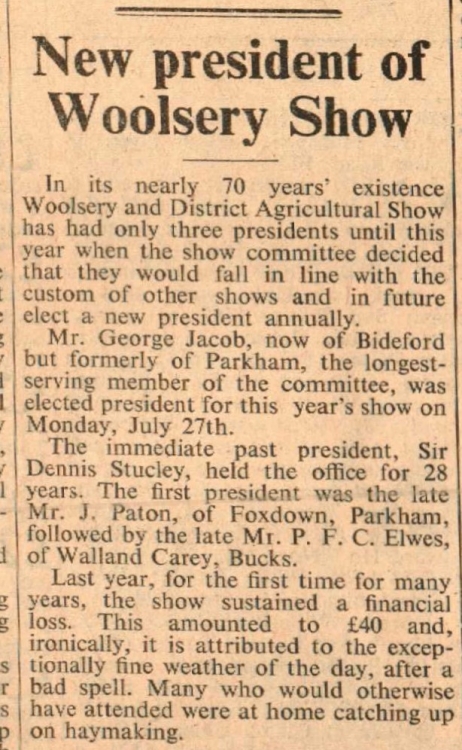 New president of
Woolsery Show
In its nearly 70 years' existence
Woolsery and District Agricultural Show
has had only three presidents until this
year when the show committee decided
that they would fall in line with the
custom of other shows and in future
elect a new president annually.
Mr. George Jacob, now of Bideford
but formerly of Parkham, the longest-
serving member of the committee, was
elected president for this year's show on
Monday, July 27th.
The immediate past president, Sir
Dennis Stucley, held the office for 28
years. The first president was the late
Mr. J. Paton, of Foxdown, Parkham,
followed by the late Mr. P. F. C. Elwes,
of Walland Carey, Bucks.
Last year, for the first time for many
years, the show sustained a financial
loss. This amounted to £40 and,
ironically, it is attributed to the excep-
tionally fine weather of the day, after a
bad spell. Many who would otherwise
have attended were at home catching up
on haymaking.